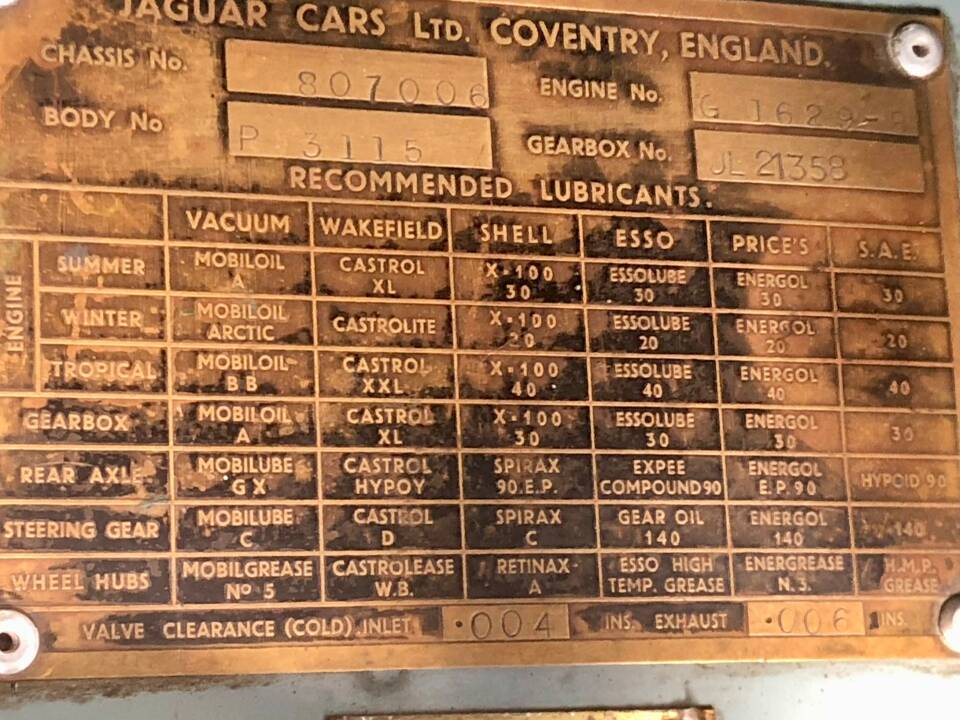 JAGUAR CARS LTD. COVENTRY, ENGLAND.
CHASSIS No. 807006 ENGINE No. G 1629-
BODY No P 3115 GEARBOX No. JL 21358
RECOMMENDED LUBRICANTS.
VACUUM WAKEFIELD SHELL ESSO PRICE'S S.A.E.
ENGINE
SUMMER MOBILOIL A CASTROL XL X-100 30 ESSOLUBE 30 ENERGOL 30 30
WINTER MOBILOIL ARCTIC CASTROLITE X-100 20 ESSOLUBE 20 ENERGOL 20 20
TROPICAL MOBILOIL BB CASTROL XXL X-100 40 ESSOLUBE 40 ENERGOL 40 40
GEARBOX MOBILOIL A CASTROL XL X-100 30 ESSOLUBE 30 ENERGOL 30 30
REAR AXLE MOBILUBE GX CASTROL HYPOY SPIRAX 90.E.P. EXPEE COMPOUND 90 ENERGOL E.P.90 HYPOID 90
STEERING GEAR MOBILUBE C CASTROL D SPIRAX C GEAR OIL 140 ENERGOL 140 140
WHEEL HUBS MOBILGREASE No 5 CASTROLEASE W.B. RETINAX A ESSO HIGH TEMP. GREASE ENERGREASE N.3. H.M.P. GREASE
VALVE CLEARANCE (COLD). INLET .004 INS. EXHAUST .006 INS.